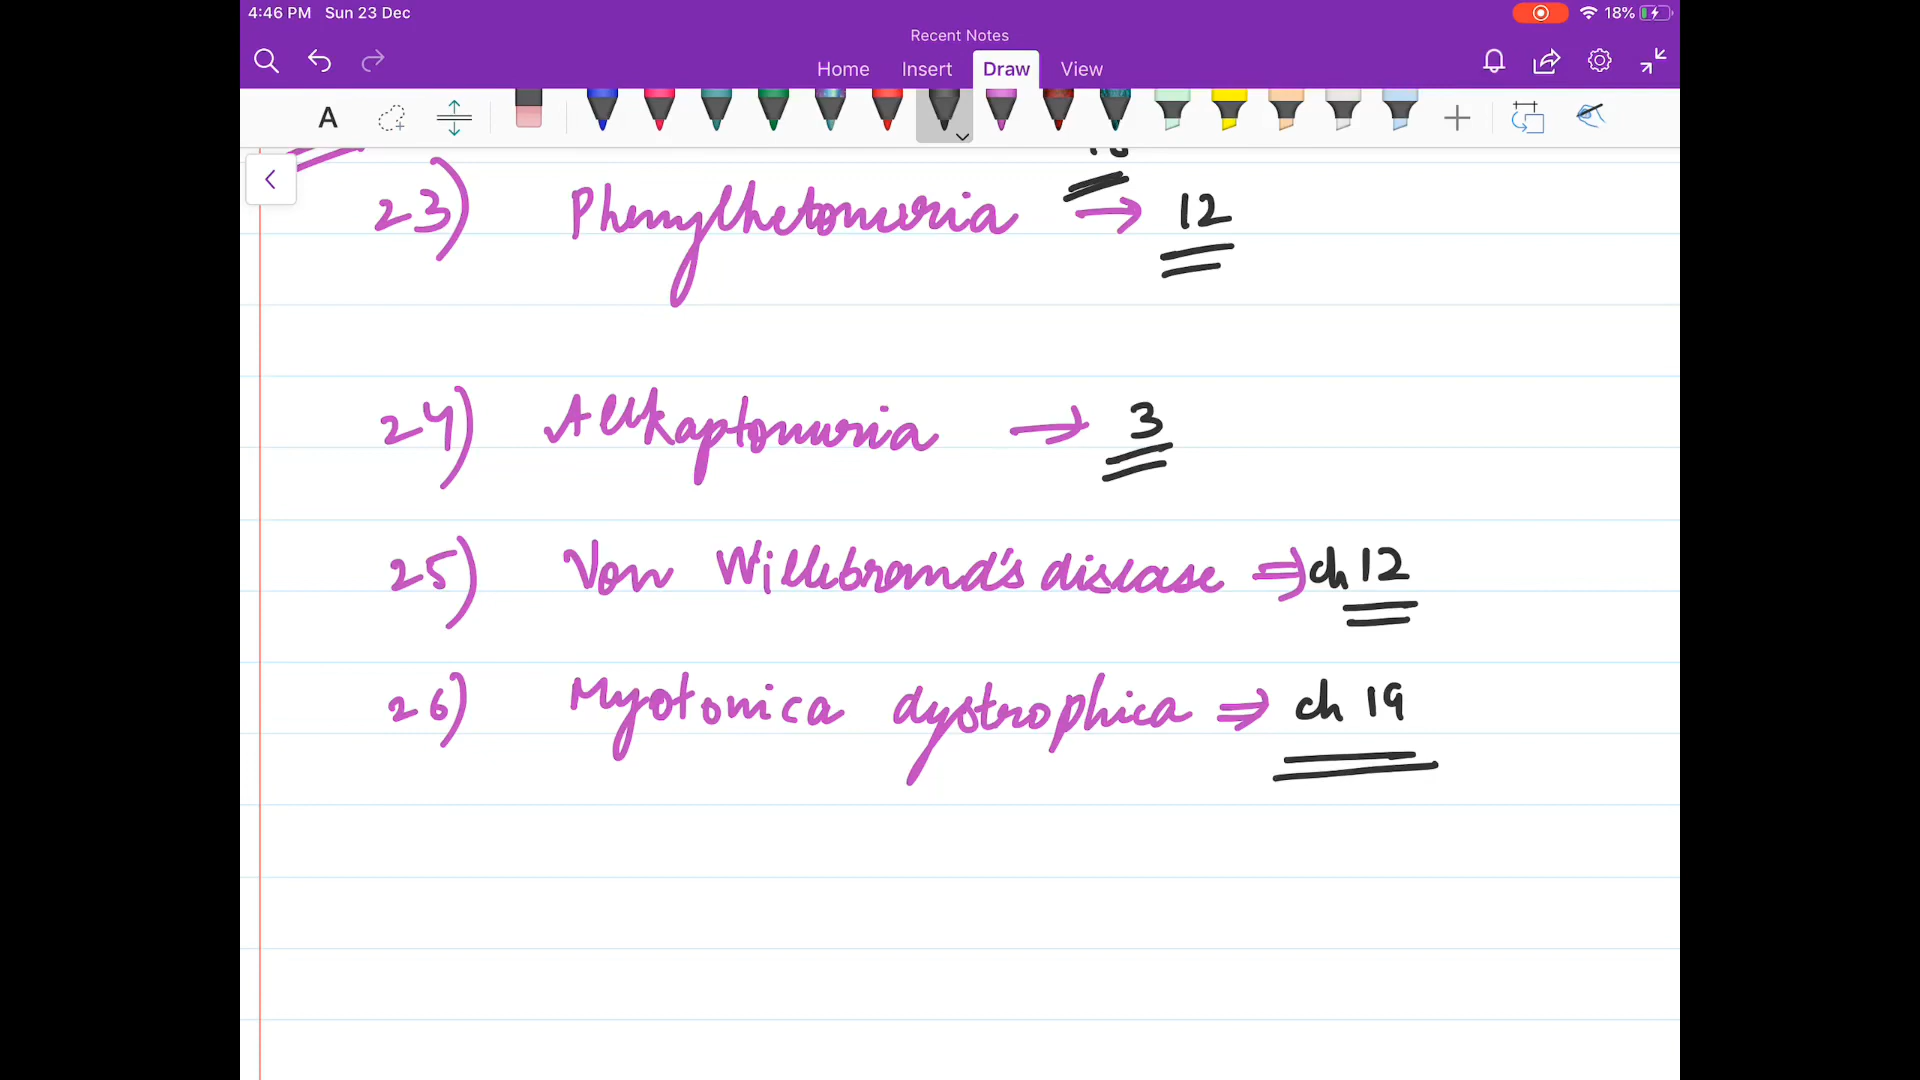 4:46 PM Sun 23 Dec 18%
Recent Notes
Home Insert Draw View
A
23) Phenylketonuria → 12
24) Alkaptonuria → 3
25) Von Willebrand's disease ⇒ ch 12
26) Myotonica dystrophica ⇒ ch 19